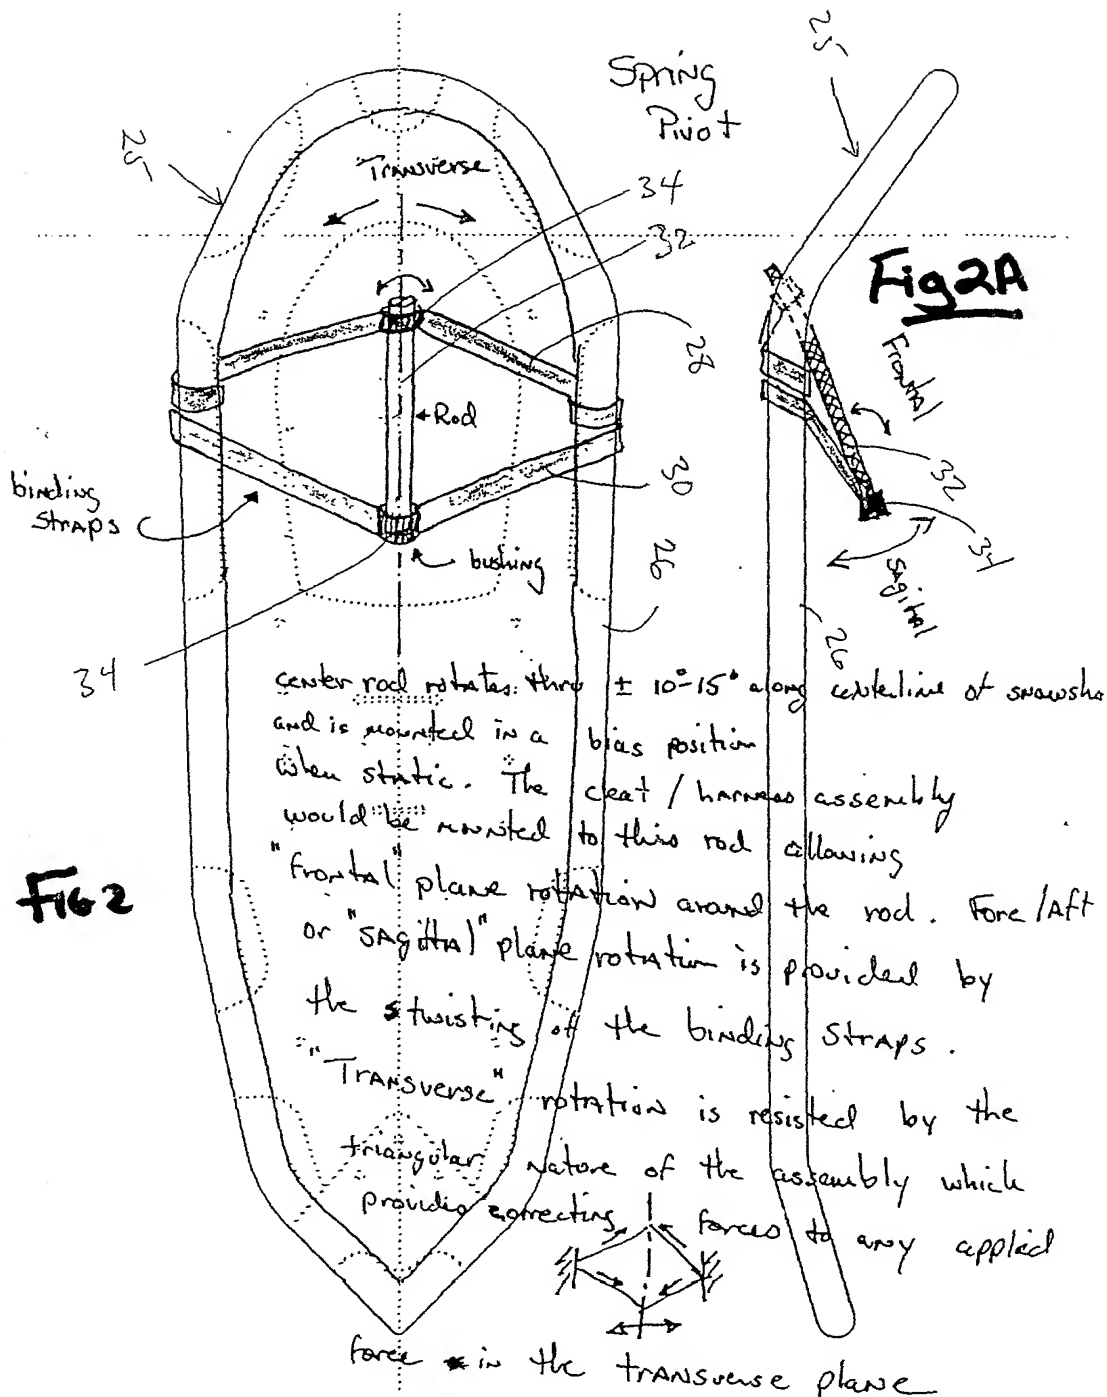 Spring
Pivot
25
25
Transverse
34
32
Fig 2A
Frontal
28
Rod
30
32
binding
straps
26
34
bushing
Sagital
26
34
center rod rotates thru ± 10°-15° along centerline of snowsho
and is mounted in a bias position
when static. The cleat / harness assembly
would be mounted to this rod allowing
"frontal" plane rotation around the rod. Fore/Aft
FIG 2
or "sagittal" plane rotation is provided by
the twisting of the binding straps.
"Transverse" rotation is resisted by the
triangular nature of the assembly which
provides correcting forces to any applied
force in the transverse plane